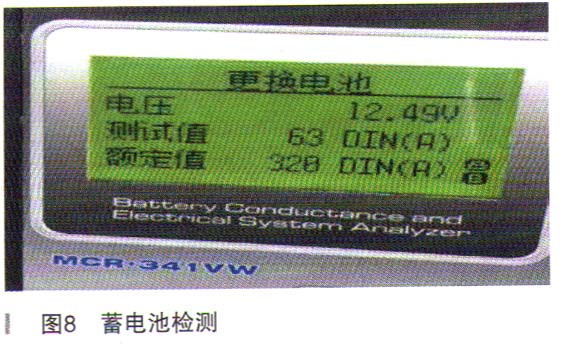 更换电池
电压 12.49V
测试值 63 DIN(A)
额定值 320 DIN(A)
Battery Conductance and
Electrical System Analyzer
MCR·341VW
图8 蓄电池检测